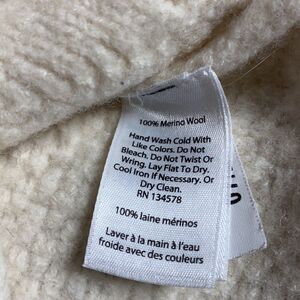 100% Merino Wool
Hand Wash Cold With
Like Colors. Do Not
Bleach. Do Not Twist Or
Wring. Lay Flat To Dry.
Cool Iron If Necessary. Or
Dry Clean.
RN 134578
100% laine mérinos
Laver à la main à l'eau
froide avec des couleurs